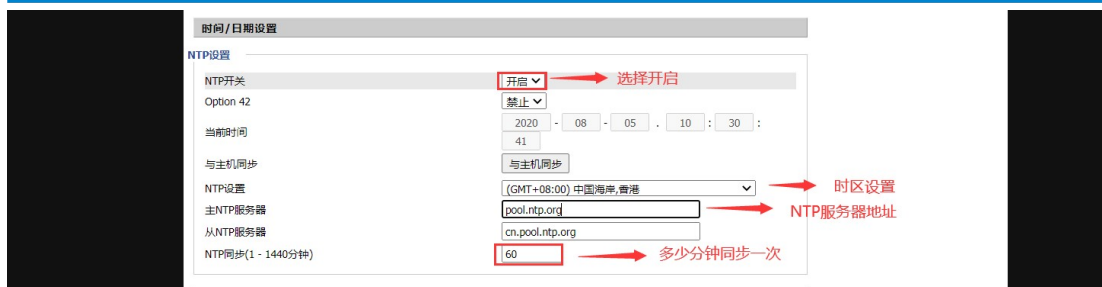 时间/日期设置
NTP设置
NTP开关 开启 选择开启
Option 42 禁止
当前时间 2020 - 08 - 05 . 10 : 30 : 41
与主机同步 与主机同步
NTP设置 (GMT+08:00) 中国海岸,香港 时区设置
主NTP服务器 pool.ntp.org NTP服务器地址
从NTP服务器 cn.pool.ntp.org
NTP同步(1 - 1440分钟) 60 多少分钟同步一次